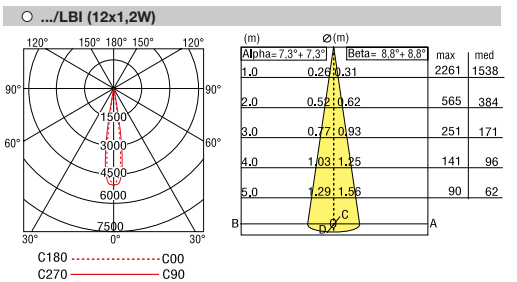 .../LBI (12x1,2W)
120° 150° 180° 150° 120°
90° 90°
1500
60° 3000 60°
4500
6000
7500
30° 0° 30°
C180 C00
C270 C90
(m) Ø(m)
Alpha=7,3°+7,3° Beta= 8,8°+8,8° max med
1.0 0.26 0.31 2261 1538
2.0 0.52 0.62 565 384
3.0 0.77 0.93 251 171
4.0 1.03 1.25 141 96
5.0 1.29 1.56 90 62
C
B A
D